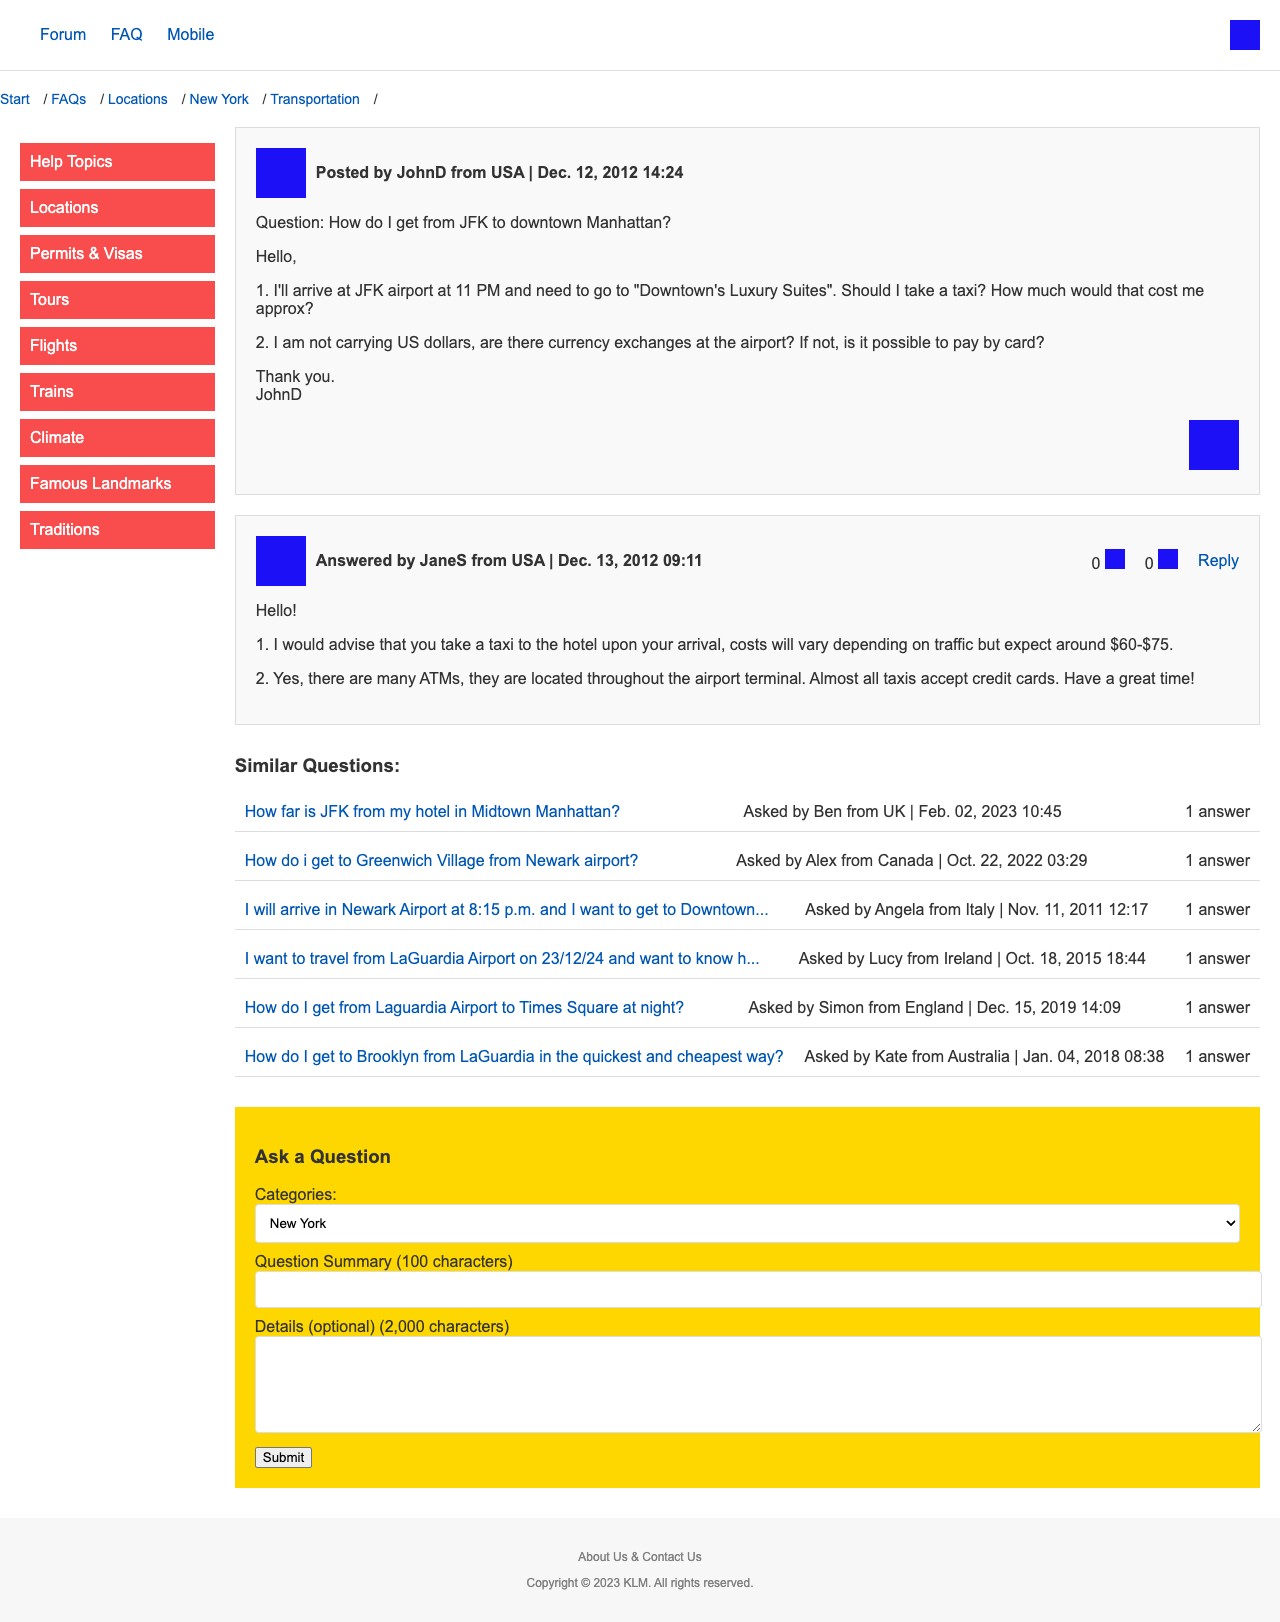 Forum FAQ Mobile
Start / FAQs / Locations / New York / Transportation /
Help Topics
Locations
Permits & Visas
Tours
Flights
Trains
Climate
Famous Landmarks
Traditions
Posted by JohnD from USA | Dec. 12, 2012 14:24
Question: How do I get from JFK to downtown Manhattan?
Hello,
1. I'll arrive at JFK airport at 11 PM and need to go to "Downtown's Luxury Suites". Should I take a taxi? How much would that cost me
approx?
2. I am not carrying US dollars, are there currency exchanges at the airport? If not, is it possible to pay by card?
Thank you.
JohnD
Answered by JaneS from USA | Dec. 13, 2012 09:11 0 0 Reply
Hello!
1. I would advise that you take a taxi to the hotel upon your arrival, costs will vary depending on traffic but expect around $60-$75.
2. Yes, there are many ATMs, they are located throughout the airport terminal. Almost all taxis accept credit cards. Have a great time!
Similar Questions:
How far is JFK from my hotel in Midtown Manhattan? Asked by Ben from UK | Feb. 02, 2023 10:45 1 answer
How do i get to Greenwich Village from Newark airport? Asked by Alex from Canada | Oct. 22, 2022 03:29 1 answer
I will arrive in Newark Airport at 8:15 p.m. and I want to get to Downtown... Asked by Angela from Italy | Nov. 11, 2011 12:17 1 answer
I want to travel from LaGuardia Airport on 23/12/24 and want to know h... Asked by Lucy from Ireland | Oct. 18, 2015 18:44 1 answer
How do I get from Laguardia Airport to Times Square at night? Asked by Simon from England | Dec. 15, 2019 14:09 1 answer
How do I get to Brooklyn from LaGuardia in the quickest and cheapest way? Asked by Kate from Australia | Jan. 04, 2018 08:38 1 answer
Ask a Question
Categories:
New York
Question Summary (100 characters)
Details (optional) (2,000 characters)
Submit
About Us & Contact Us
Copyright © 2023 KLM. All rights reserved.